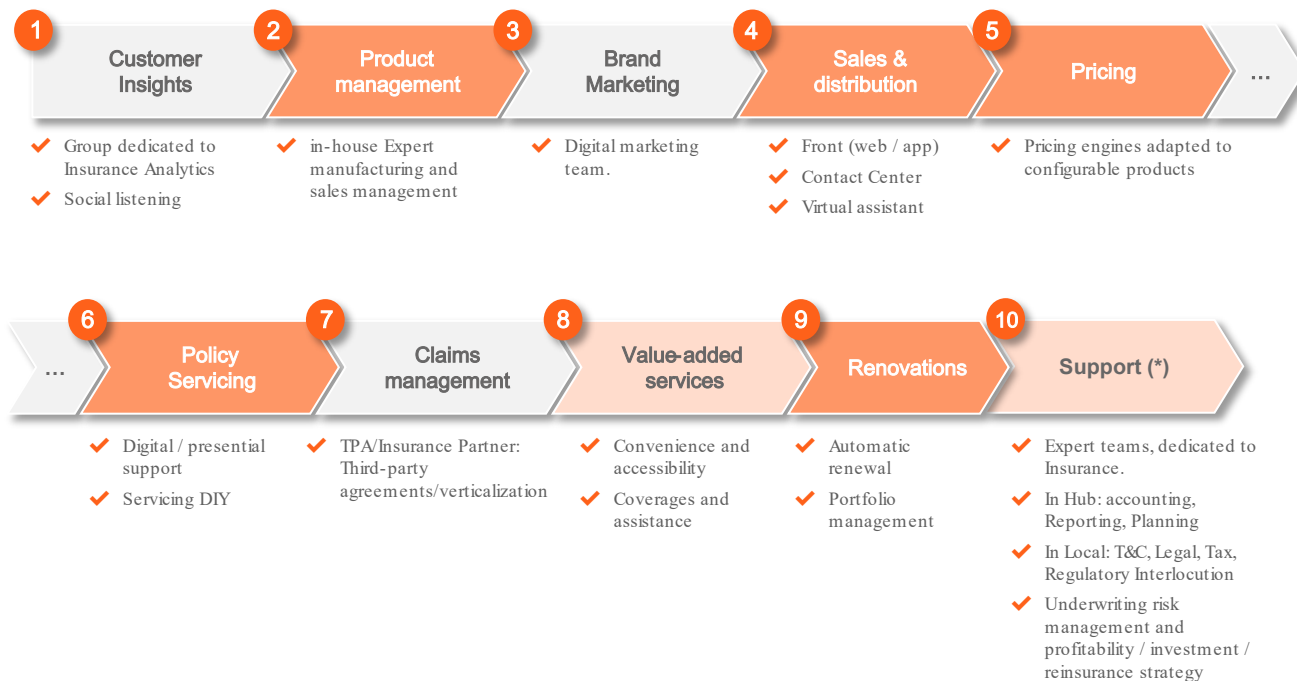 1
Customer
Insights
2
Product
management
3
Brand
Marketing
4
Sales &
distribution
5
Pricing
...
Group dedicated to
Insurance Analytics
Social listening
in-house Expert
manufacturing and
sales management
Digital marketing
team.
Front (web / app)
Contact Center
Virtual assistant
Pricing engines adapted to
configurable products
...
6
Policy
Servicing
7
Claims
management
8
Value-added
services
9
Renovations
10
Support (*)
Digital / presential
support
Servicing DIY
TPA/Insurance Partner:
Third-party
agreements/verticalization
Convenience and
accessibility
Coverages and
assistance
Automatic
renewal
Portfolio
management
Expert teams, dedicated to
Insurance.
In Hub: accounting,
Reporting, Planning
In Local: T&C, Legal, Tax,
Regulatory Interlocution
Underwriting risk
management and
profitability / investment /
reinsurance strategy